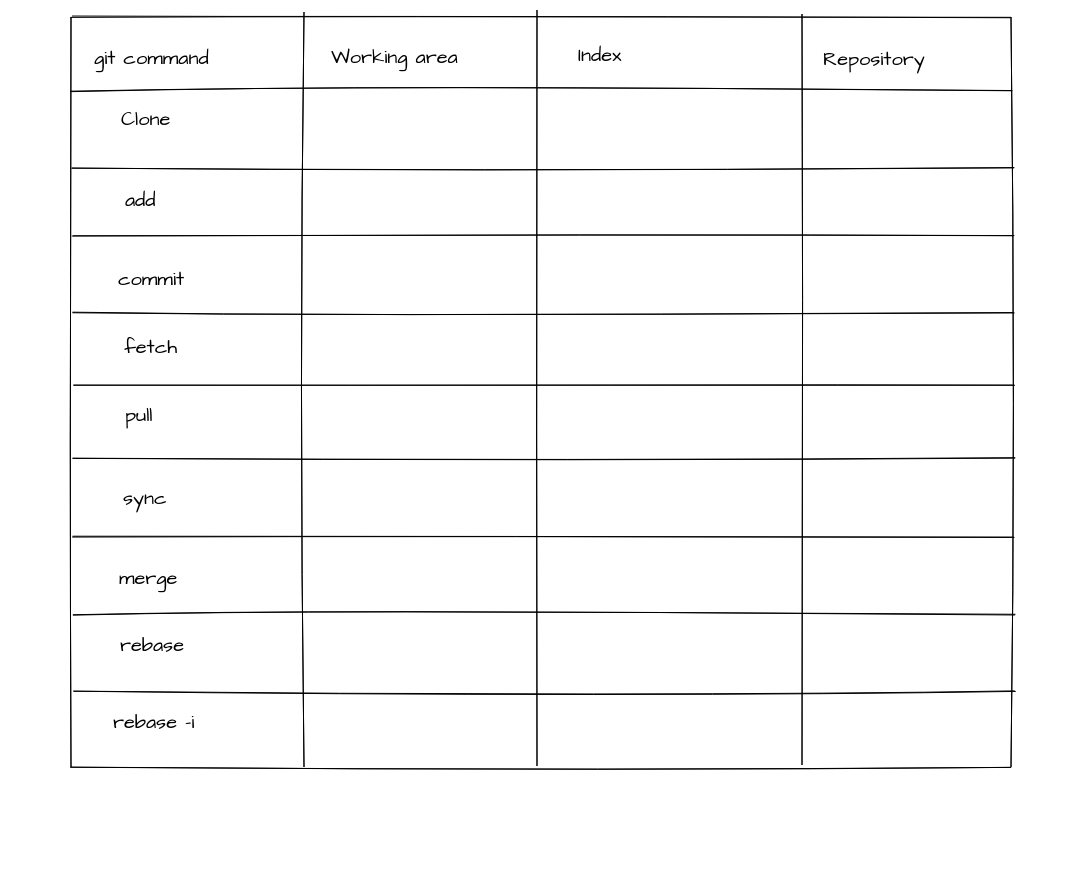 git command Working area Index Repository
Clone
add
commit
fetch
pull
sync
merge
rebase
rebase -i